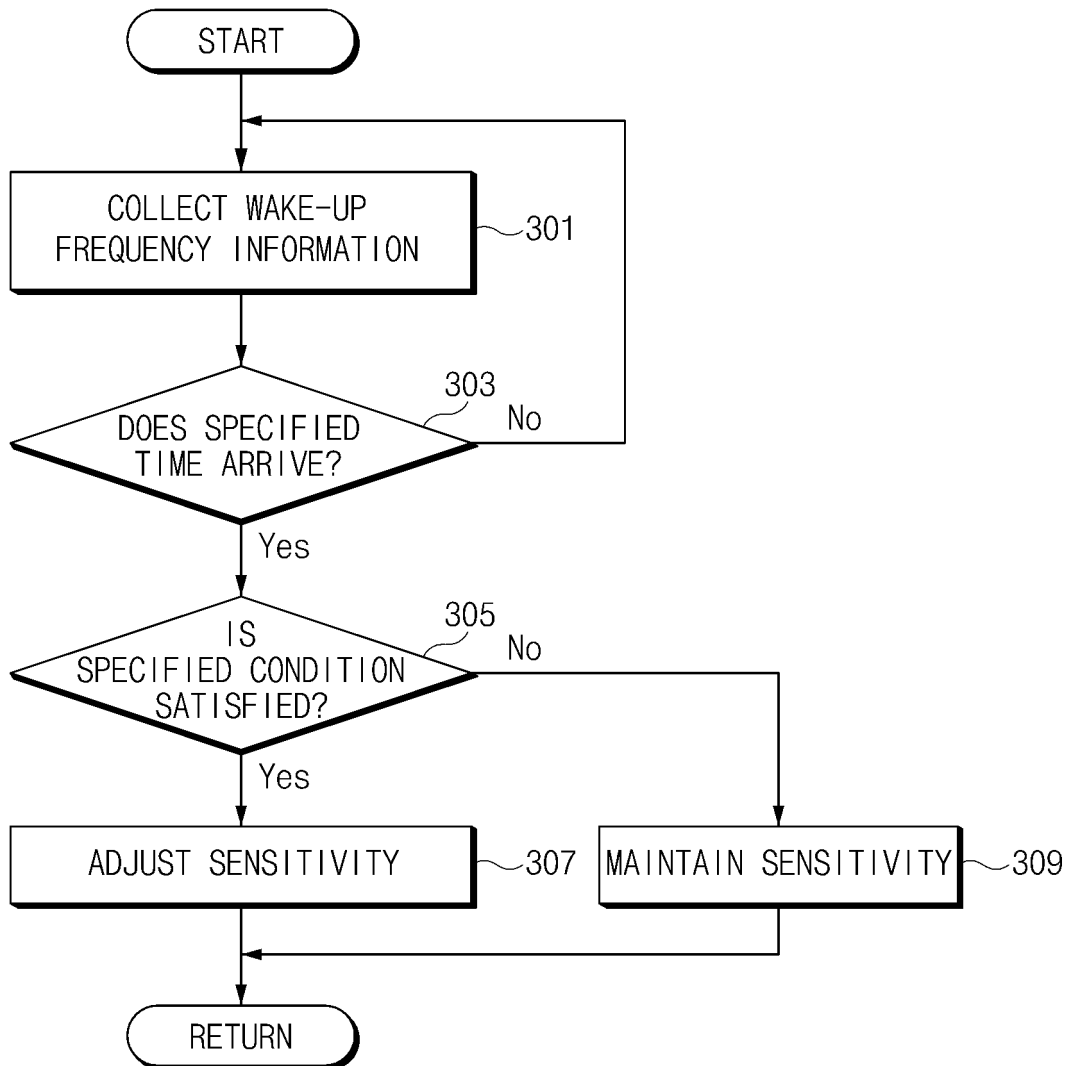 START
COLLECT WAKE-UP
FREQUENCY INFORMATION
301
303
DOES SPECIFIED
TIME ARRIVE?
No
Yes
305
IS
SPECIFIED CONDITION
SATISFIED?
No
Yes
ADJUST SENSITIVITY
307
MAINTAIN SENSITIVITY
309
RETURN